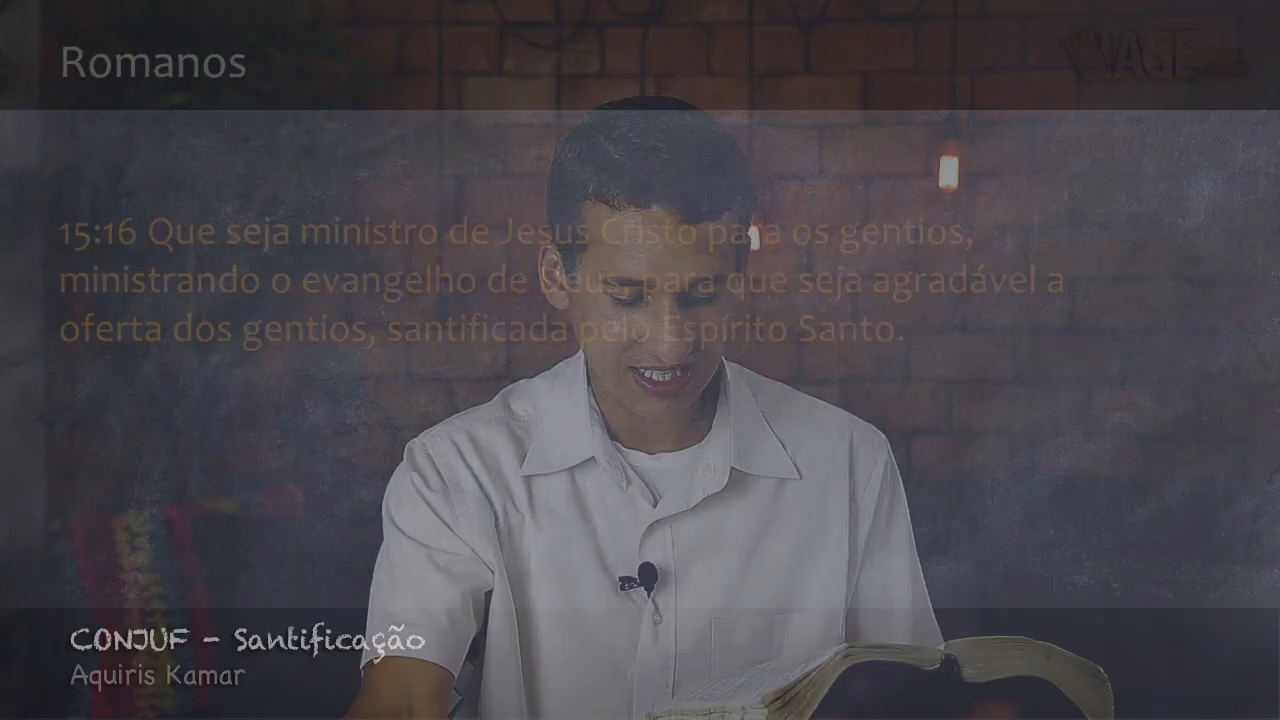 Romanos
15:16 Que seja ministro de Jesus Cristo para os gentios,
ministrando o evangelho de Deus, para que seja agradável a
oferta dos gentios, santificada pelo Espírito Santo.
CONJUF - Santificação
Aquiris Kamar